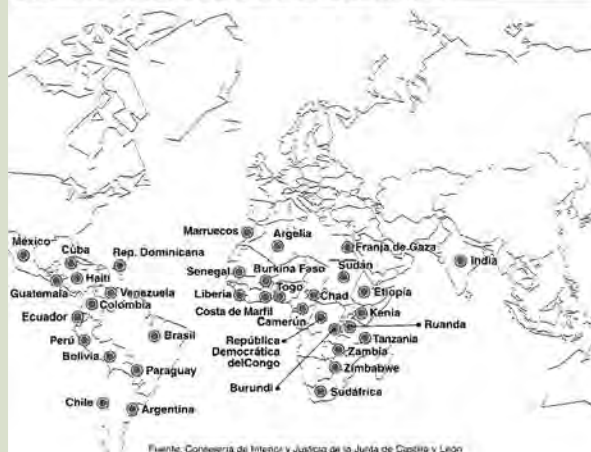 Marruecos
Argelia
Franja de Gaza
México
Cuba
Rep. Dominicana
India
Haití
Senegal
Burkina Faso
Sudán
Guatemala
Venezuela
Liberia
Togo
Chad
Etiopía
Colombia
Costa de Marfil
Ecuador
Camerún
Kenia
Ruanda
Perú
Brasil
República
Democrática
delCongo
Tanzania
Bolivia
Zambia
Paraguay
Burundi
Zimbabwe
Sudáfrica
Chile
Argentina
Fuente: Consejería de Interior y Justicia de la Junta de Castilla y León